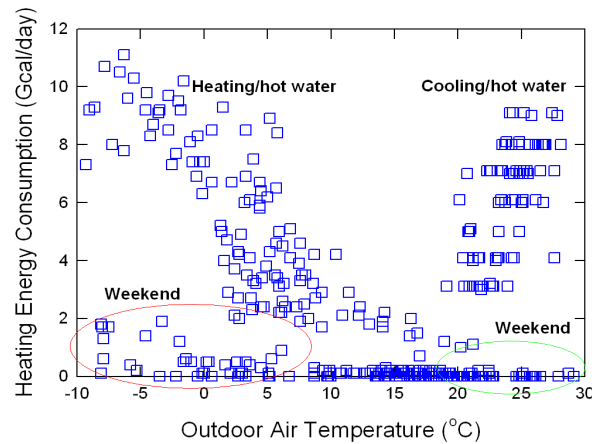 Heating Energy Consumption (Gcal/day)
12
10
8
6
4
2
0
Heating/hot water
Cooling/hot water
Weekend
Weekend
-10 -5 0 5 10 15 20 25 30
Outdoor Air Temperature (°C)